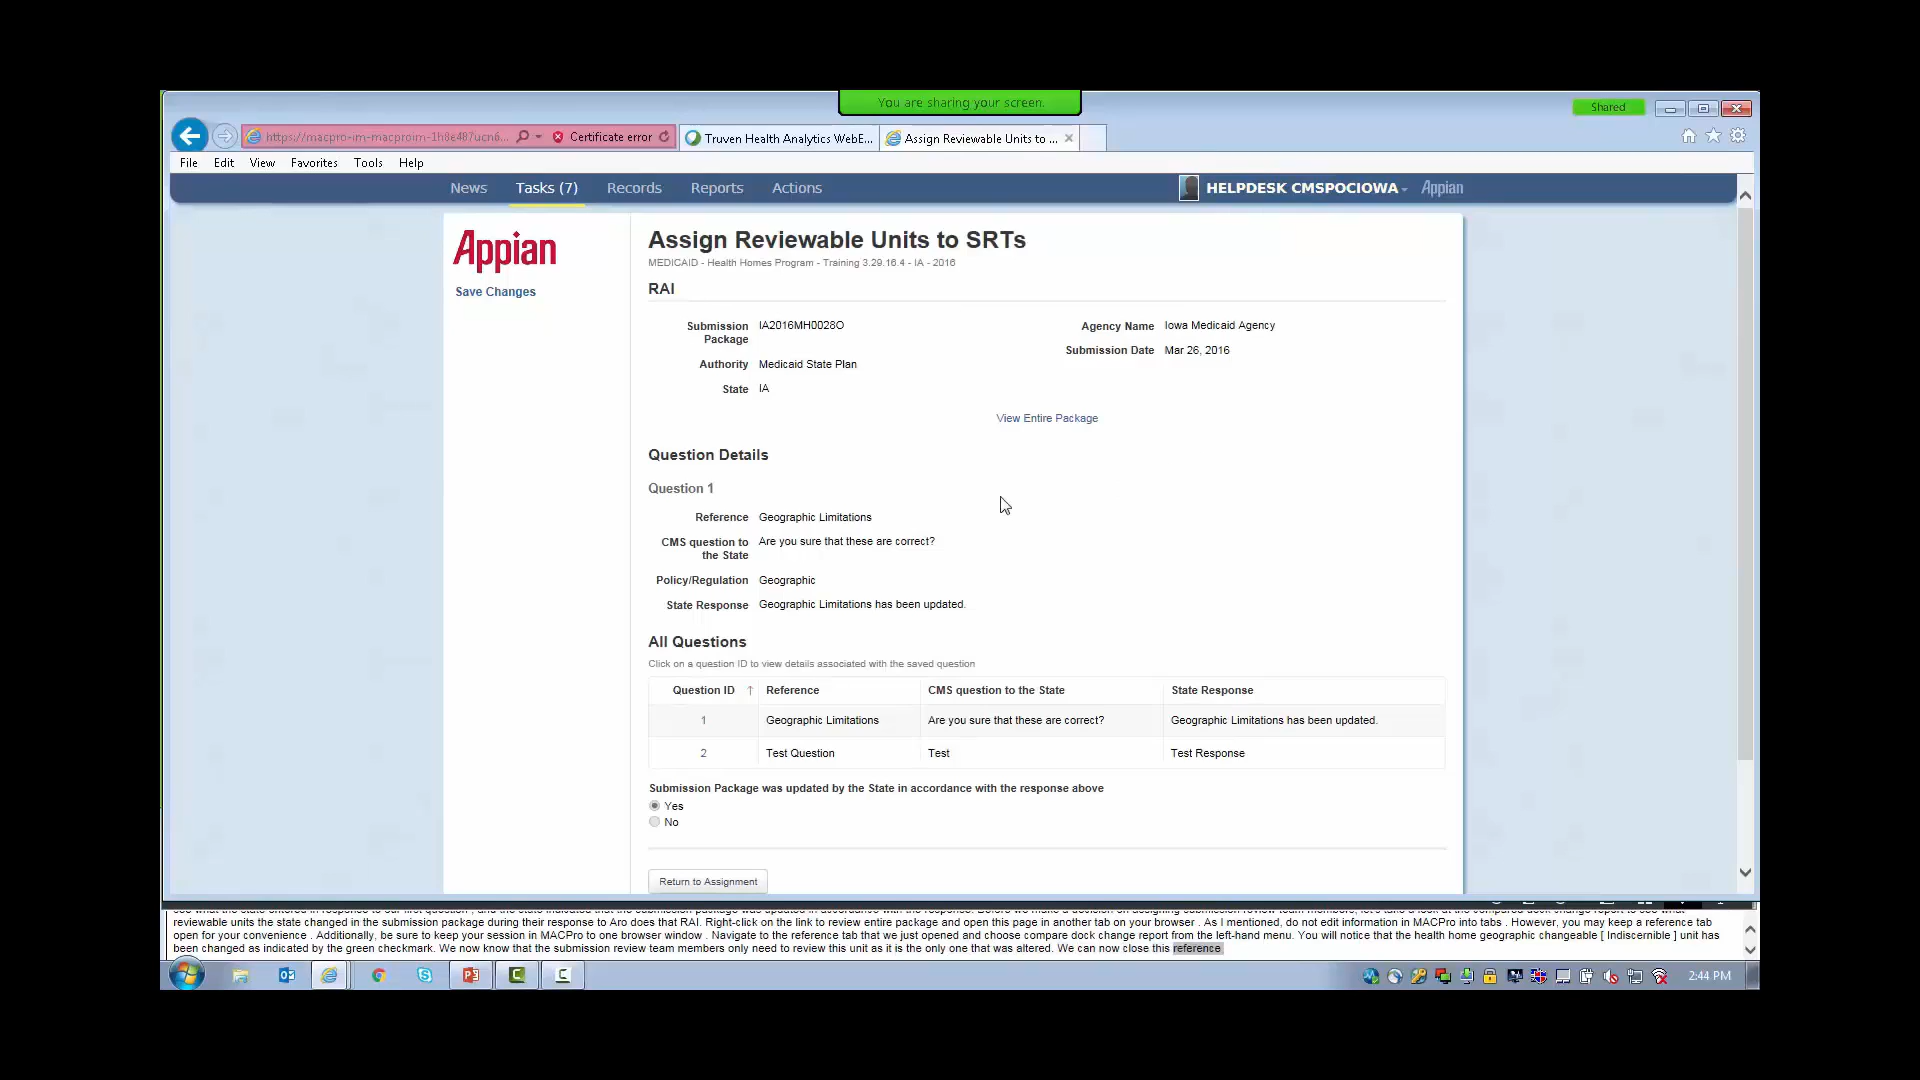 You are sharing your screen.
Shared
https://macpro-im-macproim-1h8e487ucn6... Certificate error
Truven Health Analytics WebE...
Assign Reviewable Units to ...
File Edit View Favorites Tools Help
News Tasks (7) Records Reports Actions
HELPDESK CMSPOCIOWA Appian
Appian
Save Changes
Assign Reviewable Units to SRTs
MEDICAID - Health Homes Program - Training 3.29.16.4 - IA - 2016
RAI
Submission Package IA2016MH0028O
Agency Name Iowa Medicaid Agency
Submission Date Mar 26, 2016
Authority Medicaid State Plan
State IA
View Entire Package
Question Details
Question 1
Reference Geographic Limitations
CMS question to the State Are you sure that these are correct?
Policy/Regulation Geographic
State Response Geographic Limitations has been updated.
All Questions
Click on a question ID to view details associated with the saved question
Question ID ↑ Reference CMS question to the State State Response
1 Geographic Limitations Are you sure that these are correct? Geographic Limitations has been updated.
2 Test Question Test Test Response
Submission Package was updated by the State in accordance with the response above
Yes
No
Return to Assignment
reviewable units the state changed in the submission package during their response to Aro does that RAI. Right-click on the link to review entire package and open this page in another tab on your browser . As I mentioned, do not edit information in MACPro into tabs . However, you may keep a reference tab
open for your convenience . Additionally, be sure to keep your session in MACPro to one browser window . Navigate to the reference tab that we just opened and choose compare dock change report from the left-hand menu. You will notice that the health home geographic changeable [ Indiscernible ] unit has
been changed as indicated by the green checkmark. We now know that the submission review team members only need to review this unit as it is the only one that was altered. We can now close this reference
2:44 PM